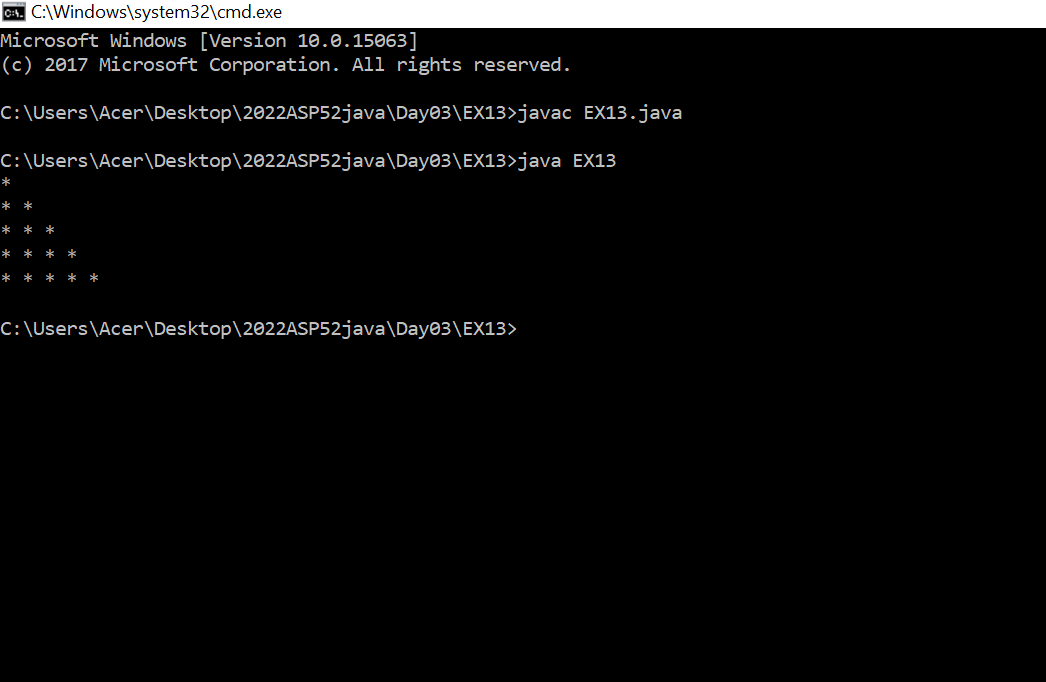 C:\Windows\system32\cmd.exe
Microsoft Windows [Version 10.0.15063]
(c) 2017 Microsoft Corporation. All rights reserved.
C:\Users\Acer\Desktop\2022ASP52java\Day03\EX13>javac EX13.java
C:\Users\Acer\Desktop\2022ASP52java\Day03\EX13>java EX13
*
* *
* * *
* * * *
* * * * *
C:\Users\Acer\Desktop\2022ASP52java\Day03\EX13>